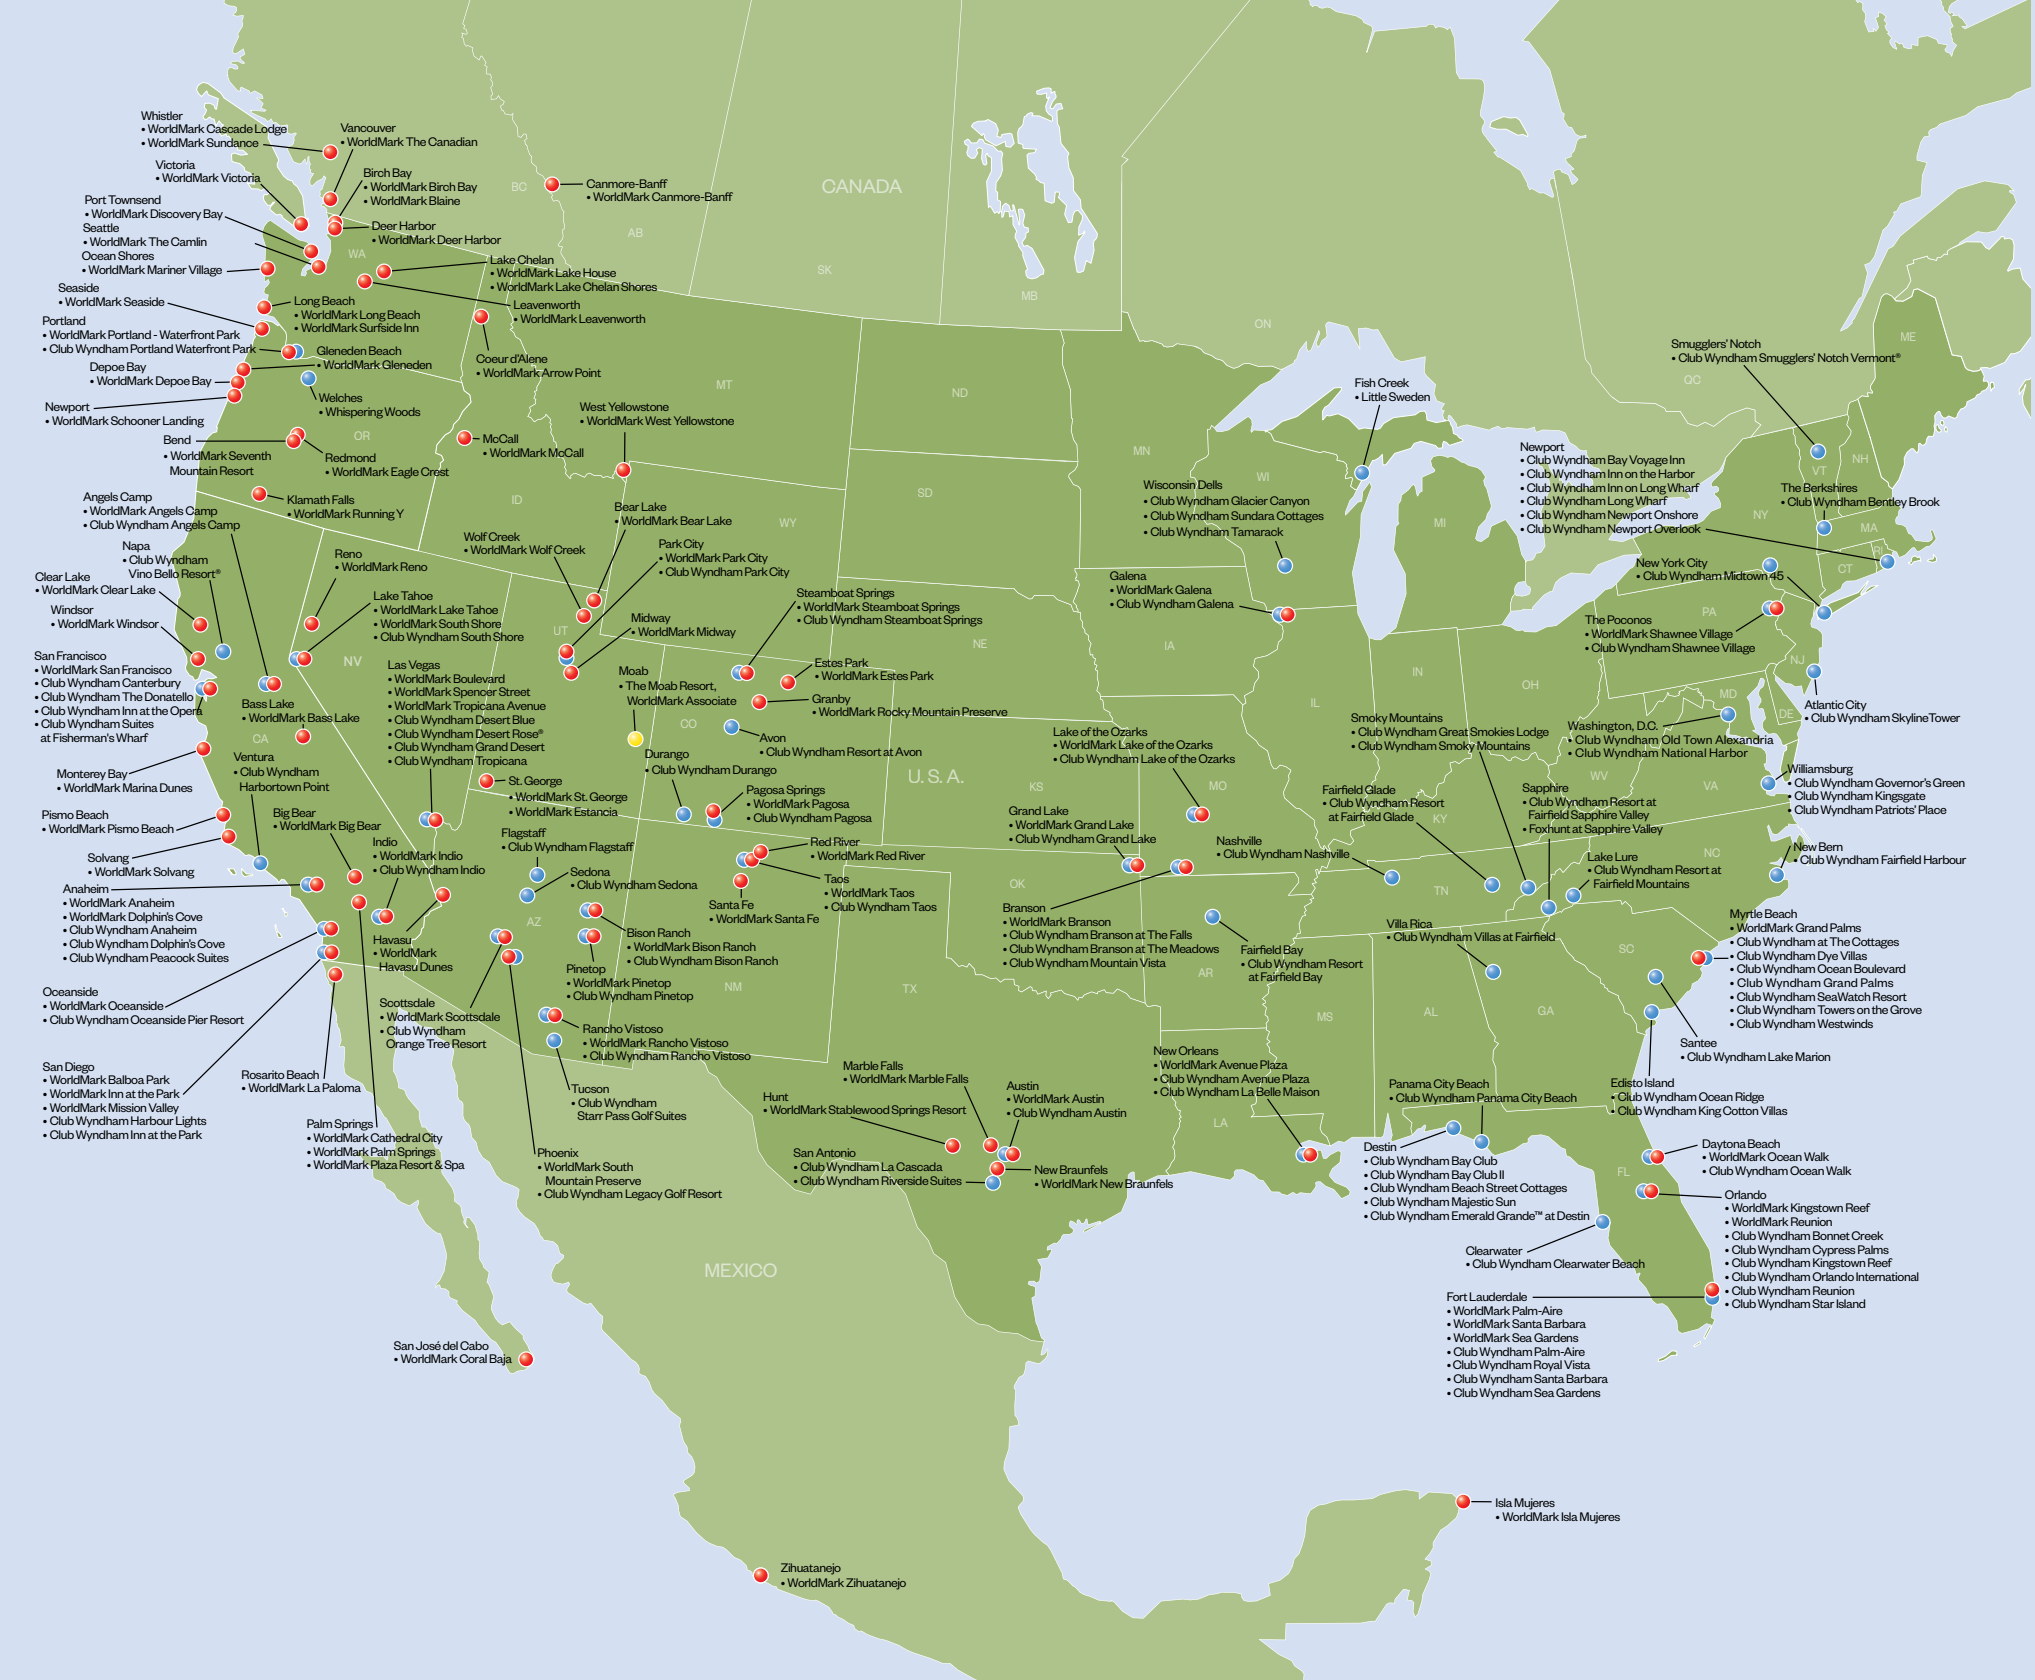 Whistler
• WorldMark Cascade Lodge
• WorldMark Sundance
Vancouver
• WorldMark The Canadian
Victoria
• WorldMark Victoria
Birch Bay
• WorldMark Birch Bay
• WorldMark Blaine
Port Townsend
• WorldMark Discovery Bay
Seattle
• WorldMark The Camlin
Ocean Shores
• WorldMark Mariner Village
Deer Harbor
• WorldMark Deer Harbor
BC
Canmore-Banff
• WorldMark Canmore-Banff
CANADA
AB
SK
MB
ON
QC
WA
Lake Chelan
• WorldMark Lake House
• WorldMark Lake Chelan Shores
Leavenworth
• WorldMark Leavenworth
Seaside
• WorldMark Seaside
Long Beach
• WorldMark Long Beach
• WorldMark Surfside Inn
Portland
• WorldMark Portland - Waterfront Park
• Club Wyndham Portland Waterfront Park
Gleneden Beach
• WorldMark Gleneden
Depoe Bay
• WorldMark Depoe Bay
Coeur d'Alene
• WorldMark Arrow Point
Newport
• WorldMark Schooner Landing
Welches
• Whispering Woods
Bend
• WorldMark Seventh
Mountain Resort
OR
Redmond
• WorldMark Eagle Crest
McCall
• WorldMark McCall
West Yellowstone
• WorldMark West Yellowstone
MT
ND
MN
SD
WY
ID
WI
MI
Fish Creek
• Little Sweden
Smugglers' Notch
• Club Wyndham Smugglers' Notch Vermont®
ME
VT
NH
NY
MA
RI
CT
Newport
• Club Wyndham Bay Voyage Inn
• Club Wyndham Inn on the Harbor
• Club Wyndham Inn on Long Wharf
• Club Wyndham Long Wharf
• Club Wyndham Newport Onshore
• Club Wyndham Newport Overlook
The Berkshires
• Club Wyndham Bentley Brook
Wisconsin Dells
• Club Wyndham Glacier Canyon
• Club Wyndham Sundara Cottages
• Club Wyndham Tamarack
Klamath Falls
• WorldMark Running Y
Angels Camp
• WorldMark Angels Camp
• Club Wyndham Angels Camp
Napa
• Club Wyndham
Vino Bello Resort®
Clear Lake
• WorldMark Clear Lake
Windsor
• WorldMark Windsor
Reno
• WorldMark Reno
Wolf Creek
• WorldMark Wolf Creek
Bear Lake
• WorldMark Bear Lake
Park City
• WorldMark Park City
• Club Wyndham Park City
Lake Tahoe
• WorldMark Lake Tahoe
• WorldMark South Shore
• Club Wyndham South Shore
Midway
• WorldMark Midway
UT
NV
Steamboat Springs
• WorldMark Steamboat Springs
• Club Wyndham Steamboat Springs
Galena
• WorldMark Galena
• Club Wyndham Galena
New York City
• Club Wyndham Midtown 45
PA
The Poconos
• WorldMark Shawnee Village
• Club Wyndham Shawnee Village
NE
IA
IL
IN
OH
NJ
MD
DE
San Francisco
• WorldMark San Francisco
• Club Wyndham Canterbury
• Club Wyndham The Donatello
• Club Wyndham Inn at the Opera
• Club Wyndham Suites
at Fisherman's Wharf
Las Vegas
• WorldMark Boulevard
• WorldMark Spencer Street
• WorldMark Tropicana Avenue
• Club Wyndham Desert Blue
• Club Wyndham Desert Rose®
• Club Wyndham Grand Desert
• Club Wyndham Tropicana
Moab
• The Moab Resort,
WorldMark Associate
Estes Park
• WorldMark Estes Park
Granby
• WorldMark Rocky Mountain Preserve
CO
Bass Lake
• WorldMark Bass Lake
CA
Avon
• Club Wyndham Resort at Avon
Atlantic City
• Club Wyndham Skyline Tower
Washington, D.C.
• Club Wyndham Old Town Alexandria
• Club Wyndham National Harbor
Smoky Mountains
• Club Wyndham Great Smokies Lodge
• Club Wyndham Smoky Mountains
Lake of the Ozarks
• WorldMark Lake of the Ozarks
• Club Wyndham Lake of the Ozarks
Monterey Bay
• WorldMark Marina Dunes
Ventura
• Club Wyndham
Harbortown Point
Durango
• Club Wyndham Durango
U.S.A.
KS
MO
WV
VA
KY
Williamsburg
• Club Wyndham Governor's Green
• Club Wyndham Kingsgate
• Club Wyndham Patriots' Place
St. George
• WorldMark St. George
• WorldMark Estancia
Pagosa Springs
• WorldMark Pagosa
• Club Wyndham Pagosa
Fairfield Glade
• Club Wyndham Resort
at Fairfield Glade
Sapphire
• Club Wyndham Resort at
Fairfield Sapphire Valley
• Foxhunt at Sapphire Valley
Pismo Beach
• WorldMark Pismo Beach
Big Bear
• WorldMark Big Bear
Grand Lake
• WorldMark Grand Lake
• Club Wyndham Grand Lake
Flagstaff
• Club Wyndham Flagstaff
Red River
• WorldMark Red River
Nashville
• Club Wyndham Nashville
Indio
• WorldMark Indio
• Club Wyndham Indio
Solvang
• WorldMark Solvang
New Bern
• Club Wyndham Fairfield Harbour
NC
Lake Lure
• Club Wyndham Resort at
Fairfield Mountains
Sedona
• Club Wyndham Sedona
Taos
• WorldMark Taos
• Club Wyndham Taos
OK
TN
Anaheim
• WorldMark Anaheim
• WorldMark Dolphin's Cove
• Club Wyndham Anaheim
• Club Wyndham Dolphin's Cove
• Club Wyndham Peacock Suites
AZ
Santa Fe
• WorldMark Santa Fe
Branson
• WorldMark Branson
• Club Wyndham Branson at The Falls
• Club Wyndham Branson at The Meadows
• Club Wyndham Mountain Vista
Villa Rica
• Club Wyndham Villas at Fairfield
Myrtle Beach
• WorldMark Grand Palms
• Club Wyndham at The Cottages
• Club Wyndham Dye Villas
• Club Wyndham Ocean Boulevard
• Club Wyndham Grand Palms
• Club Wyndham SeaWatch Resort
• Club Wyndham Towers on the Grove
• Club Wyndham Westwinds
Havasu
• WorldMark
Havasu Dunes
Bison Ranch
• WorldMark Bison Ranch
• Club Wyndham Bison Ranch
Fairfield Bay
• Club Wyndham Resort
at Fairfield Bay
SC
Pinetop
• WorldMark Pinetop
• Club Wyndham Pinetop
NM
TX
AR
MS
AL
GA
Oceanside
• WorldMark Oceanside
• Club Wyndham Oceanside Pier Resort
Scottsdale
• WorldMark Scottsdale
• Club Wyndham
Orange Tree Resort
Rancho Vistoso
• WorldMark Rancho Vistoso
• Club Wyndham Rancho Vistoso
Santee
• Club Wyndham Lake Marion
New Orleans
• WorldMark Avenue Plaza
• Club Wyndham Avenue Plaza
• Club Wyndham La Belle Maison
San Diego
• WorldMark Balboa Park
• WorldMark Inn at the Park
• WorldMark Mission Valley
• Club Wyndham Harbour Lights
• Club Wyndham Inn at the Park
Rosarito Beach
• WorldMark La Paloma
Marble Falls
• WorldMark Marble Falls
Tucson
• Club Wyndham
Starr Pass Golf Suites
Hunt
• WorldMark Stablewood Springs Resort
Austin
• WorldMark Austin
• Club Wyndham Austin
Panama City Beach
• Club Wyndham Panama City Beach
Edisto Island
• Club Wyndham Ocean Ridge
• Club Wyndham King Cotton Villas
LA
Palm Springs
• WorldMark Cathedral City
• WorldMark Palm Springs
• WorldMark Plaza Resort & Spa
Phoenix
• WorldMark South
Mountain Preserve
• Club Wyndham Legacy Golf Resort
San Antonio
• Club Wyndham La Cascada
• Club Wyndham Riverside Suites
New Braunfels
• WorldMark New Braunfels
Destin
• Club Wyndham Bay Club
• Club Wyndham Bay Club II
• Club Wyndham Beach Street Cottages
• Club Wyndham Majestic Sun
• Club Wyndham Emerald Grande™ at Destin
FL
Daytona Beach
• WorldMark Ocean Walk
• Club Wyndham Ocean Walk
Orlando
• WorldMark Kingstown Reef
• WorldMark Reunion
• Club Wyndham Bonnet Creek
• Club Wyndham Cypress Palms
• Club Wyndham Kingstown Reef
• Club Wyndham Orlando International
• Club Wyndham Reunion
• Club Wyndham Star Island
Clearwater
• Club Wyndham Clearwater Beach
MEXICO
Fort Lauderdale
• WorldMark Palm-Aire
• WorldMark Santa Barbara
• WorldMark Sea Gardens
• Club Wyndham Palm-Aire
• Club Wyndham Royal Vista
• Club Wyndham Santa Barbara
• Club Wyndham Sea Gardens
San José del Cabo
• WorldMark Coral Baja
Isla Mujeres
• WorldMark Isla Mujeres
Zihuatanejo
• WorldMark Zihuatanejo